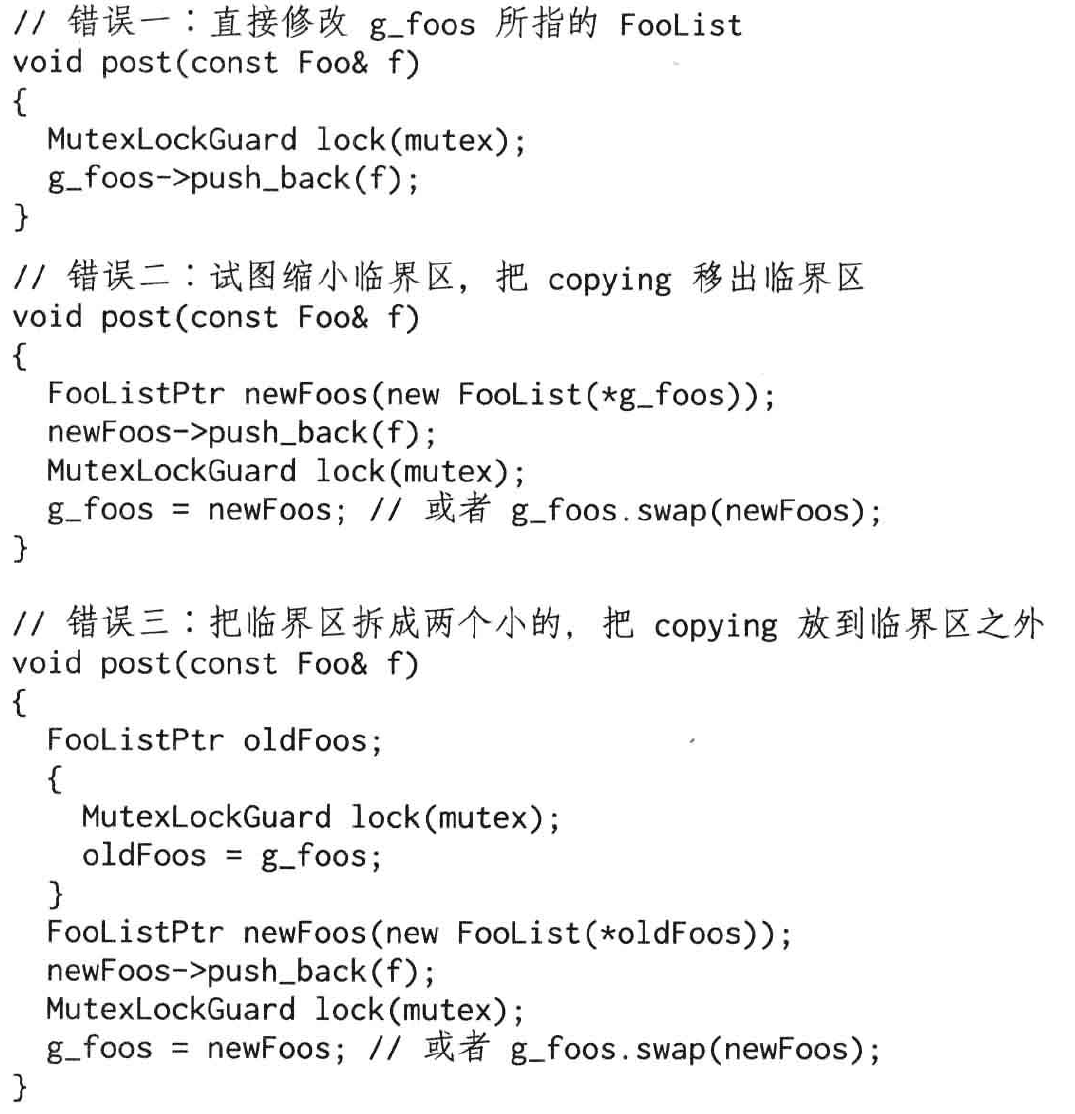 // 错误一：直接修改 g_foos 所指的 FooList
void post(const Foo& f)
{
  MutexLockGuard lock(mutex);
  g_foos->push_back(f);
}
// 错误二：试图缩小临界区，把 copying 移出临界区
void post(const Foo& f)
{
  FooListPtr newFoos(new FooList(*g_foos));
  newFoos->push_back(f);
  MutexLockGuard lock(mutex);
  g_foos = newFoos; // 或者 g_foos.swap(newFoos);
}
// 错误三：把临界区拆成两个小的，把 copying 放到临界区之外
void post(const Foo& f)
{
  FooListPtr oldFoos;
  {
    MutexLockGuard lock(mutex);
    oldFoos = g_foos;
  }
  FooListPtr newFoos(new FooList(*oldFoos));
  newFoos->push_back(f);
  MutexLockGuard lock(mutex);
  g_foos = newFoos; // 或者 g_foos.swap(newFoos);
}